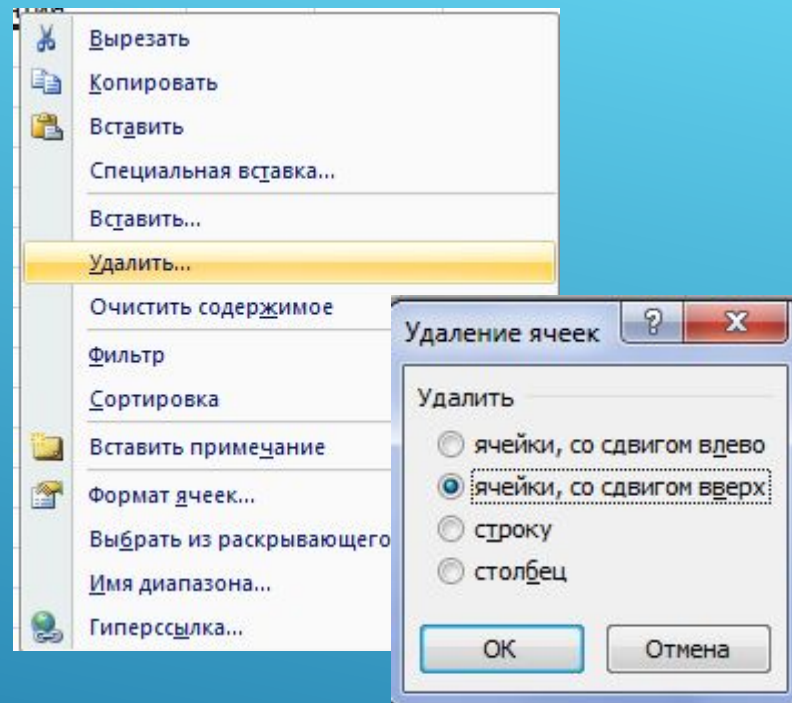 Вырезать
Копировать
Вставить
Специальная вставка...
Вставить...
Удалить...
Очистить содержимое
Фильтр
Сортировка
Вставить примечание
Формат ячеек...
Выбрать из раскрывающего
Имя диапазона...
Гиперссылка...
Удаление ячеек
Удалить
ячейки, со сдвигом влево
ячейки, со сдвигом вверх
строку
столбец
ОК
Отмена